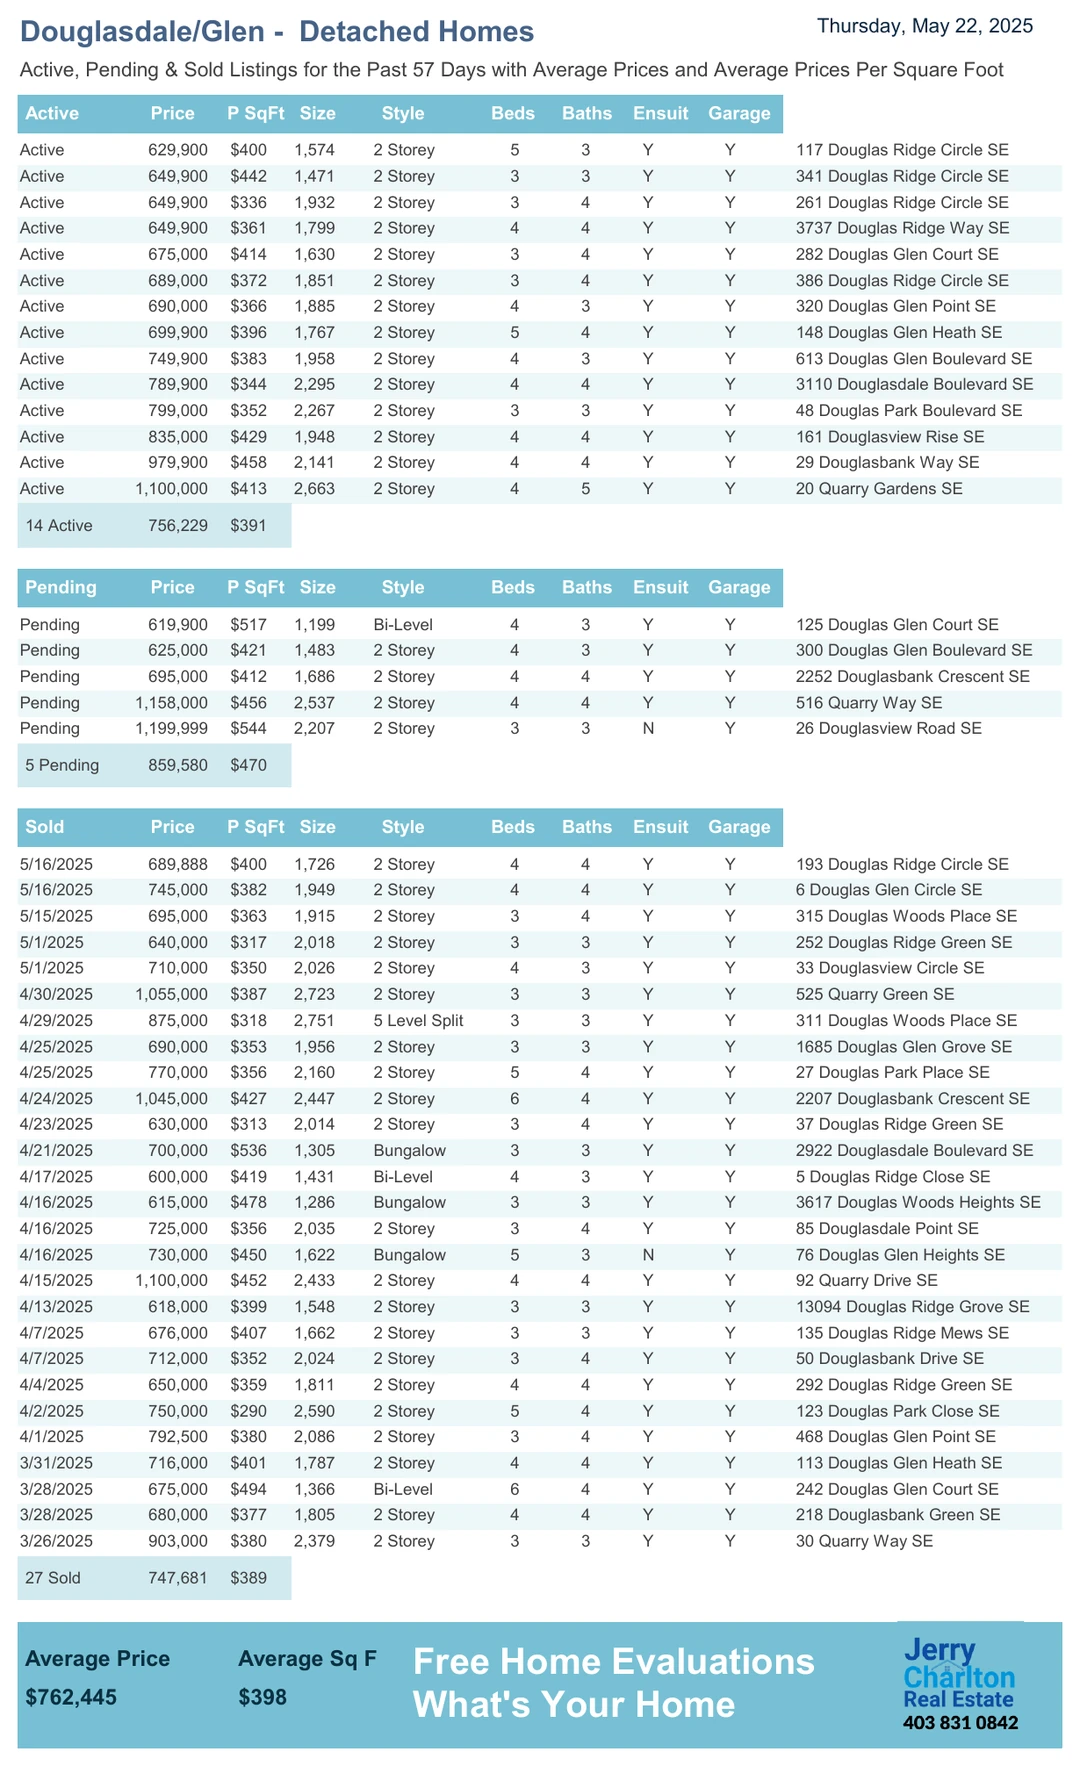 Douglasdale/Glen - Detached Homes
Thursday, May 22, 2025
Active, Pending & Sold Listings for the Past 57 Days with Average Prices and Average Prices Per Square Foot
Active Price P SqFt Size Style Beds Baths Ensuit Garage
Active 629,900 $400 1,574 2 Storey 5 3 Y Y 117 Douglas Ridge Circle SE
Active 649,900 $442 1,471 2 Storey 3 3 Y Y 341 Douglas Ridge Circle SE
Active 649,900 $336 1,932 2 Storey 3 4 Y Y 261 Douglas Ridge Circle SE
Active 649,900 $361 1,799 2 Storey 4 4 Y Y 3737 Douglas Ridge Way SE
Active 675,000 $414 1,630 2 Storey 3 4 Y Y 282 Douglas Glen Court SE
Active 689,000 $372 1,851 2 Storey 3 4 Y Y 386 Douglas Ridge Circle SE
Active 690,000 $366 1,885 2 Storey 4 3 Y Y 320 Douglas Glen Point SE
Active 699,900 $396 1,767 2 Storey 5 4 Y Y 148 Douglas Glen Heath SE
Active 749,900 $383 1,958 2 Storey 4 3 Y Y 613 Douglas Glen Boulevard SE
Active 789,900 $344 2,295 2 Storey 4 4 Y Y 3110 Douglasdale Boulevard SE
Active 799,000 $352 2,267 2 Storey 3 3 Y Y 48 Douglas Park Boulevard SE
Active 835,000 $429 1,948 2 Storey 4 4 Y Y 161 Douglasview Rise SE
Active 979,900 $458 2,141 2 Storey 4 4 Y Y 29 Douglasbank Way SE
Active 1,100,000 $413 2,663 2 Storey 4 5 Y Y 20 Quarry Gardens SE
14 Active 756,229 $391
Pending Price P SqFt Size Style Beds Baths Ensuit Garage
Pending 619,900 $517 1,199 Bi-Level 4 3 Y Y 125 Douglas Glen Court SE
Pending 625,000 $421 1,483 2 Storey 4 3 Y Y 300 Douglas Glen Boulevard SE
Pending 695,000 $412 1,686 2 Storey 4 4 Y Y 2252 Douglasbank Crescent SE
Pending 1,158,000 $456 2,537 2 Storey 4 4 Y Y 516 Quarry Way SE
Pending 1,199,999 $544 2,207 2 Storey 3 3 N Y 26 Douglasview Road SE
5 Pending 859,580 $470
Sold Price P SqFt Size Style Beds Baths Ensuit Garage
5/16/2025 689,888 $400 1,726 2 Storey 4 4 Y Y 193 Douglas Ridge Circle SE
5/16/2025 745,000 $382 1,949 2 Storey 4 4 Y Y 6 Douglas Glen Circle SE
5/15/2025 695,000 $363 1,915 2 Storey 3 4 Y Y 315 Douglas Woods Place SE
5/1/2025 640,000 $317 2,018 2 Storey 3 3 Y Y 252 Douglas Ridge Green SE
5/1/2025 710,000 $350 2,026 2 Storey 4 3 Y Y 33 Douglasview Circle SE
4/30/2025 1,055,000 $387 2,723 2 Storey 3 3 Y Y 525 Quarry Green SE
4/29/2025 875,000 $318 2,751 5 Level Split 3 3 Y Y 311 Douglas Woods Place SE
4/25/2025 690,000 $353 1,956 2 Storey 3 3 Y Y 1685 Douglas Glen Grove SE
4/25/2025 770,000 $356 2,160 2 Storey 5 4 Y Y 27 Douglas Park Place SE
4/24/2025 1,045,000 $427 2,447 2 Storey 6 4 Y Y 2207 Douglasbank Crescent SE
4/23/2025 630,000 $313 2,014 2 Storey 3 4 Y Y 37 Douglas Ridge Green SE
4/21/2025 700,000 $536 1,305 Bungalow 3 3 Y Y 2922 Douglasdale Boulevard SE
4/17/2025 600,000 $419 1,431 Bi-Level 4 3 Y Y 5 Douglas Ridge Close SE
4/16/2025 615,000 $478 1,286 Bungalow 3 3 Y Y 3617 Douglas Woods Heights SE
4/16/2025 725,000 $356 2,035 2 Storey 3 4 Y Y 85 Douglasdale Point SE
4/16/2025 730,000 $450 1,622 Bungalow 5 3 N Y 76 Douglas Glen Heights SE
4/15/2025 1,100,000 $452 2,433 2 Storey 4 4 Y Y 92 Quarry Drive SE
4/13/2025 618,000 $399 1,548 2 Storey 3 3 Y Y 13094 Douglas Ridge Grove SE
4/7/2025 676,000 $407 1,662 2 Storey 3 3 Y Y 135 Douglas Ridge Mews SE
4/7/2025 712,000 $352 2,024 2 Storey 3 4 Y Y 50 Douglasbank Drive SE
4/4/2025 650,000 $359 1,811 2 Storey 4 4 Y Y 292 Douglas Ridge Green SE
4/2/2025 750,000 $290 2,590 2 Storey 5 4 Y Y 123 Douglas Park Close SE
4/1/2025 792,500 $380 2,086 2 Storey 3 4 Y Y 468 Douglas Glen Point SE
3/31/2025 716,000 $401 1,787 2 Storey 4 4 Y Y 113 Douglas Glen Heath SE
3/28/2025 675,000 $494 1,366 Bi-Level 6 4 Y Y 242 Douglas Glen Court SE
3/28/2025 680,000 $377 1,805 2 Storey 4 4 Y Y 218 Douglasbank Green SE
3/26/2025 903,000 $380 2,379 2 Storey 3 3 Y Y 30 Quarry Way SE
27 Sold 747,681 $389
Average Price Average Sq F
$762,445 $398
Free Home Evaluations
What's Your Home
Jerry
Charlton
Real Estate
403 831 0842